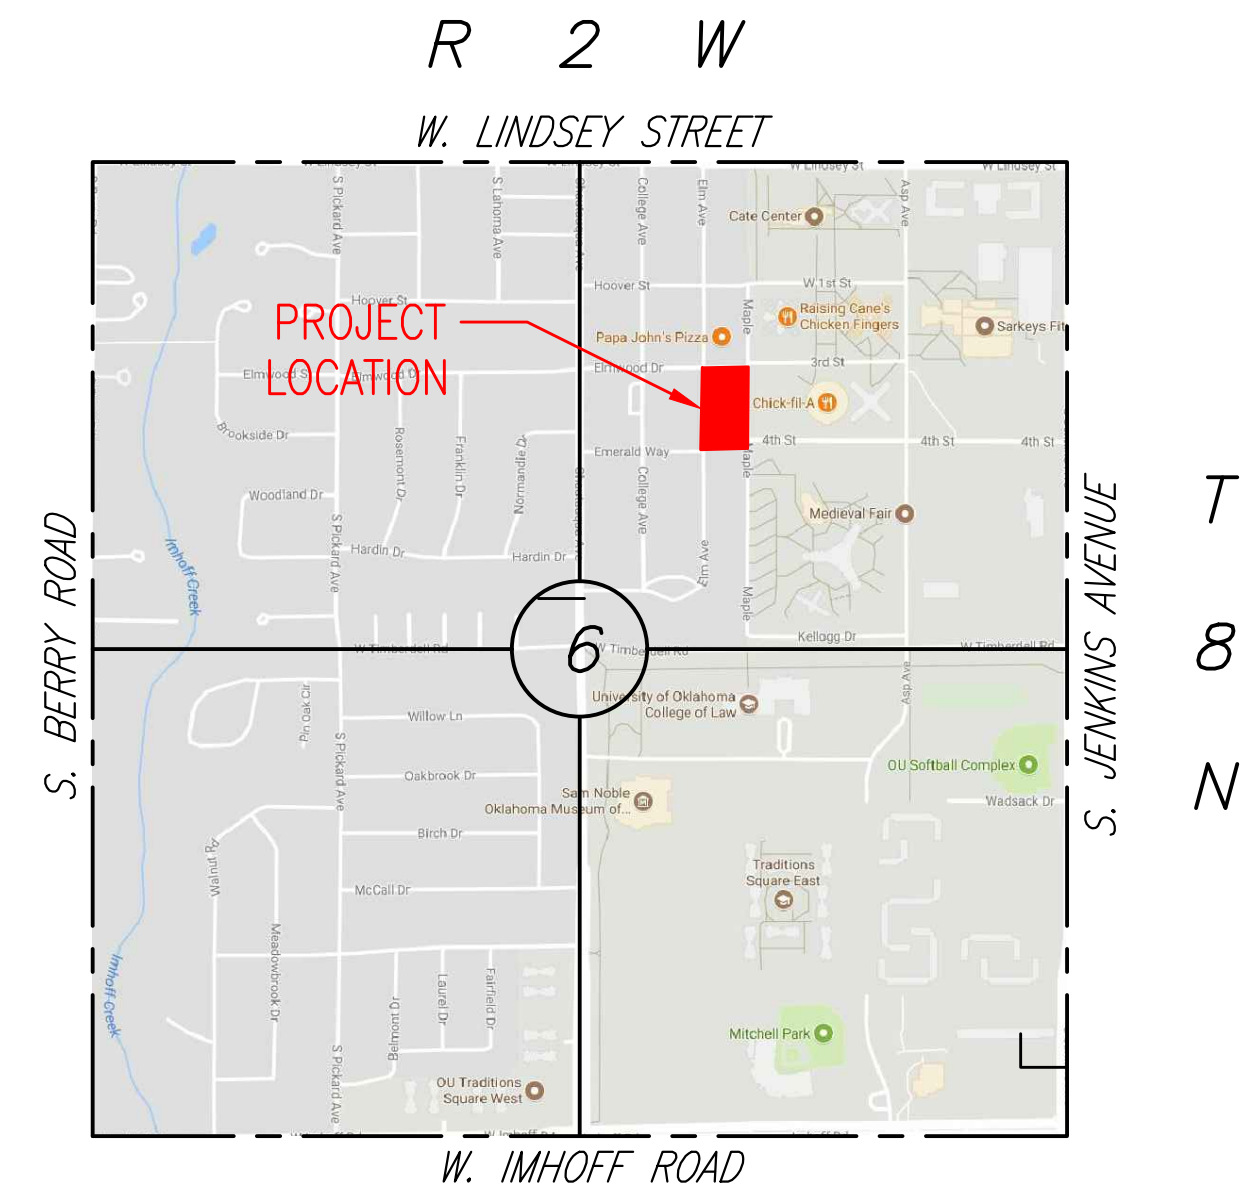 R 2 W
W. LINDSEY STREET
W Lindsey St
W Lindsey St
S Pickard Ave
S Lahoma Ave
College Ave
Elm Ave
Asp Ave
Cate Center
Hoover St
Hoover St
W 1st St
Maple
Raising Cane's
Chicken Fingers
PROJECT
LOCATION
Papa John's Pizza
Sarkeys Fit
Elmwood Dr
Elmwood Dr
3rd St
Chick-fil-A
Brookside Dr
Rosemont Dr
Franklin Dr
Normandie Dr
Emerald Way
4th St
4th St
4th St
Maple
Woodland Dr
College Ave
Medieval Fair
S. BERRY ROAD
S. JENKINS AVENUE
T
8
N
Imhoff Creek
S Pickard Ave
Hardin Dr
Hardin Dr
Elm Ave
Maple
Kellogg Dr
6
W Timberdell Rd
W Timberdell Rd
W Timberdell Rd
Pin Oak Cir
University of Oklahoma
College of Law
Asp Ave
Willow Ln
S Pickard Ave
Oakbrook Dr
OU Softball Complex
Sam Noble
Oklahoma Museum of...
Wadsack Dr
Birch Dr
Walnut Rd
McCall Dr
Traditions
Square East
Meadowbrook Dr
Imhoff Creek
Belmont Dr
Laurel Dr
Fairfield Dr
S Pickard Ave
Mitchell Park
OU Traditions
Square West
W. IMHOFF ROAD